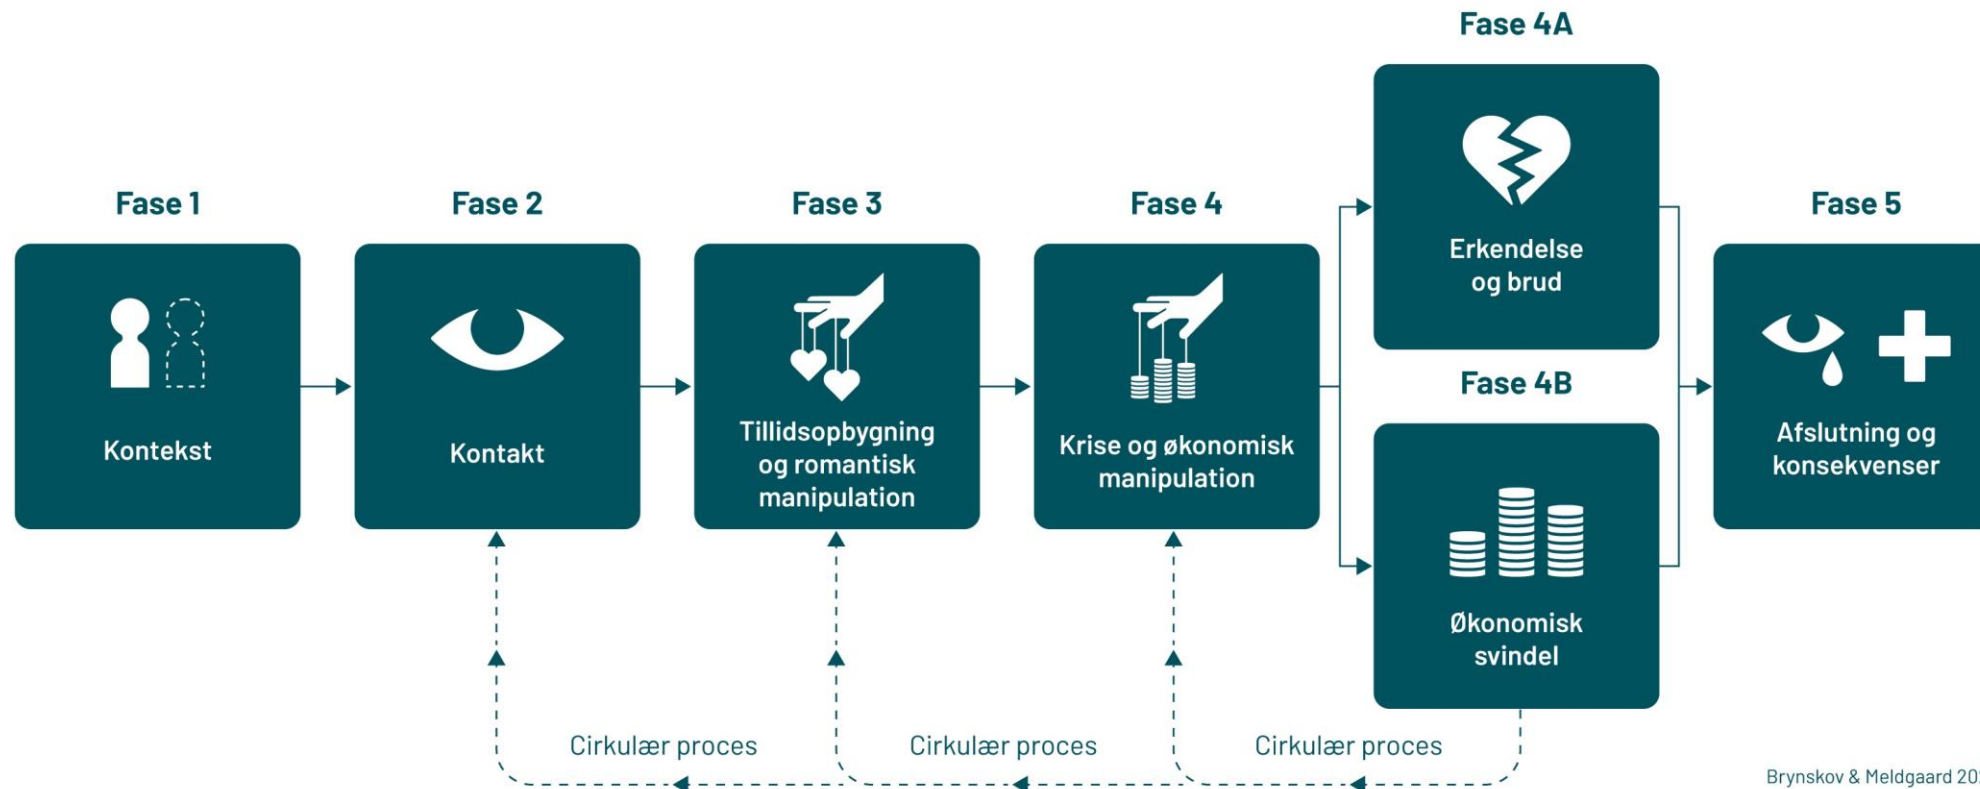 Fase 1
Kontekst
Fase 2
Kontakt
Fase 3
Tillidsopbygning
og romantisk
manipulation
Fase 4
Krise og økonomisk
manipulation
Fase 4A
Erkendelse
og brud
Fase 4B
Økonomisk
svindel
Fase 5
Afslutning og
konsekvenser
Cirkulær proces
Cirkulær proces
Cirkulær proces
Brynskov & Meldgaard